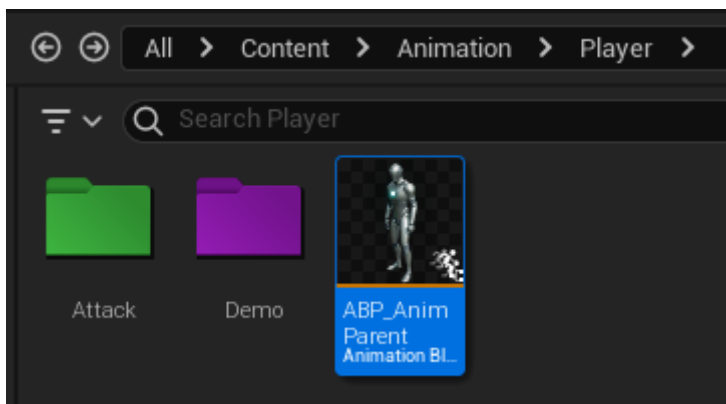 All > Content > Animation > Player >
Search Player
Attack
Demo
ABP_Anim
Parent
Animation Bl...